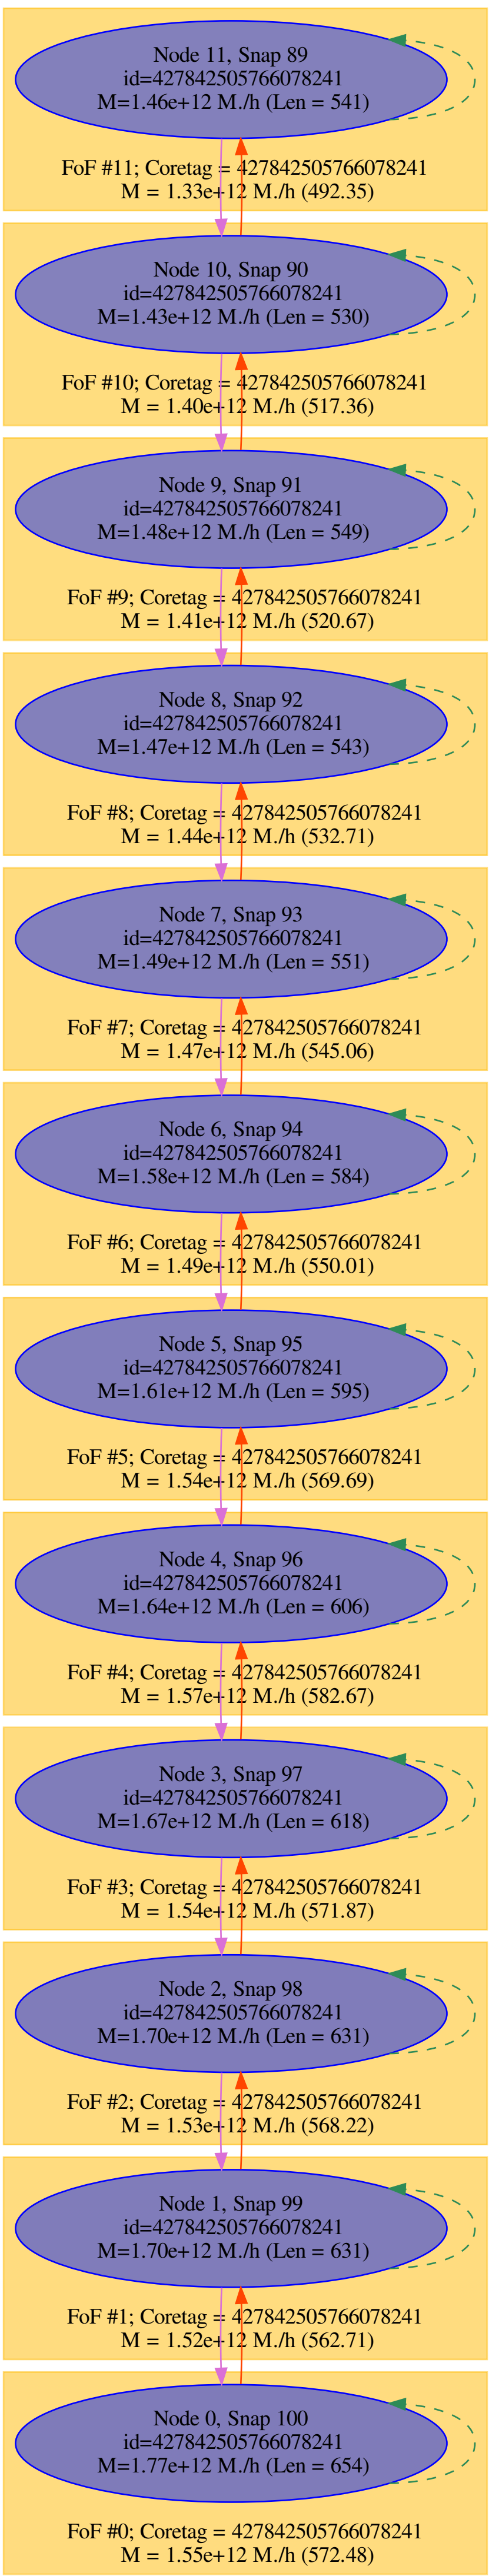 Node 11, Snap 89
id=427842505766078241
M=1.46e+12 M./h (Len = 541)
FoF #11; Coretag = 427842505766078241
M = 1.33e+12 M./h (492.35)
Node 10, Snap 90
id=427842505766078241
M=1.43e+12 M./h (Len = 530)
FoF #10; Coretag = 427842505766078241
M = 1.40e+12 M./h (517.36)
Node 9, Snap 91
id=427842505766078241
M=1.48e+12 M./h (Len = 549)
FoF #9; Coretag = 427842505766078241
M = 1.41e+12 M./h (520.67)
Node 8, Snap 92
id=427842505766078241
M=1.47e+12 M./h (Len = 543)
FoF #8; Coretag = 427842505766078241
M = 1.44e+12 M./h (532.71)
Node 7, Snap 93
id=427842505766078241
M=1.49e+12 M./h (Len = 551)
FoF #7; Coretag = 427842505766078241
M = 1.47e+12 M./h (545.06)
Node 6, Snap 94
id=427842505766078241
M=1.58e+12 M./h (Len = 584)
FoF #6; Coretag = 427842505766078241
M = 1.49e+12 M./h (550.01)
Node 5, Snap 95
id=427842505766078241
M=1.61e+12 M./h (Len = 595)
FoF #5; Coretag = 427842505766078241
M = 1.54e+12 M./h (569.69)
Node 4, Snap 96
id=427842505766078241
M=1.64e+12 M./h (Len = 606)
FoF #4; Coretag = 427842505766078241
M = 1.57e+12 M./h (582.67)
Node 3, Snap 97
id=427842505766078241
M=1.67e+12 M./h (Len = 618)
FoF #3; Coretag = 427842505766078241
M = 1.54e+12 M./h (571.87)
Node 2, Snap 98
id=427842505766078241
M=1.70e+12 M./h (Len = 631)
FoF #2; Coretag = 427842505766078241
M = 1.53e+12 M./h (568.22)
Node 1, Snap 99
id=427842505766078241
M=1.70e+12 M./h (Len = 631)
FoF #1; Coretag = 427842505766078241
M = 1.52e+12 M./h (562.71)
Node 0, Snap 100
id=427842505766078241
M=1.77e+12 M./h (Len = 654)
FoF #0; Coretag = 427842505766078241
M = 1.55e+12 M./h (572.48)